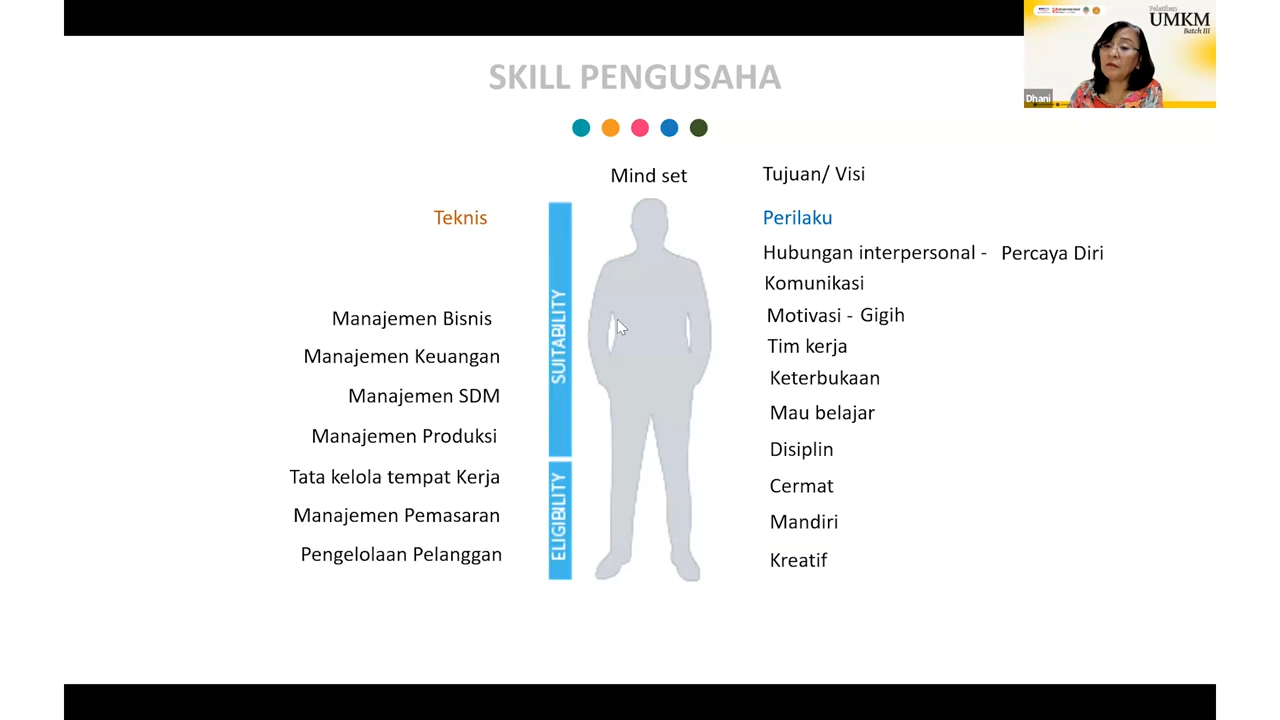 Pelatihan
UMKM
Batch III
Dhani
SKILL PENGUSAHA
Mind set
Tujuan/ Visi
Teknis
Perilaku
Hubungan interpersonal - Percaya Diri
Komunikasi
Manajemen Bisnis
Motivasi - Gigih
Manajemen Keuangan
Tim kerja
Keterbukaan
Manajemen SDM
Mau belajar
Manajemen Produksi
Disiplin
Tata kelola tempat Kerja
Cermat
Manajemen Pemasaran
Mandiri
Pengelolaan Pelanggan
Kreatif
SUITABILITY
ELIGIBILITY